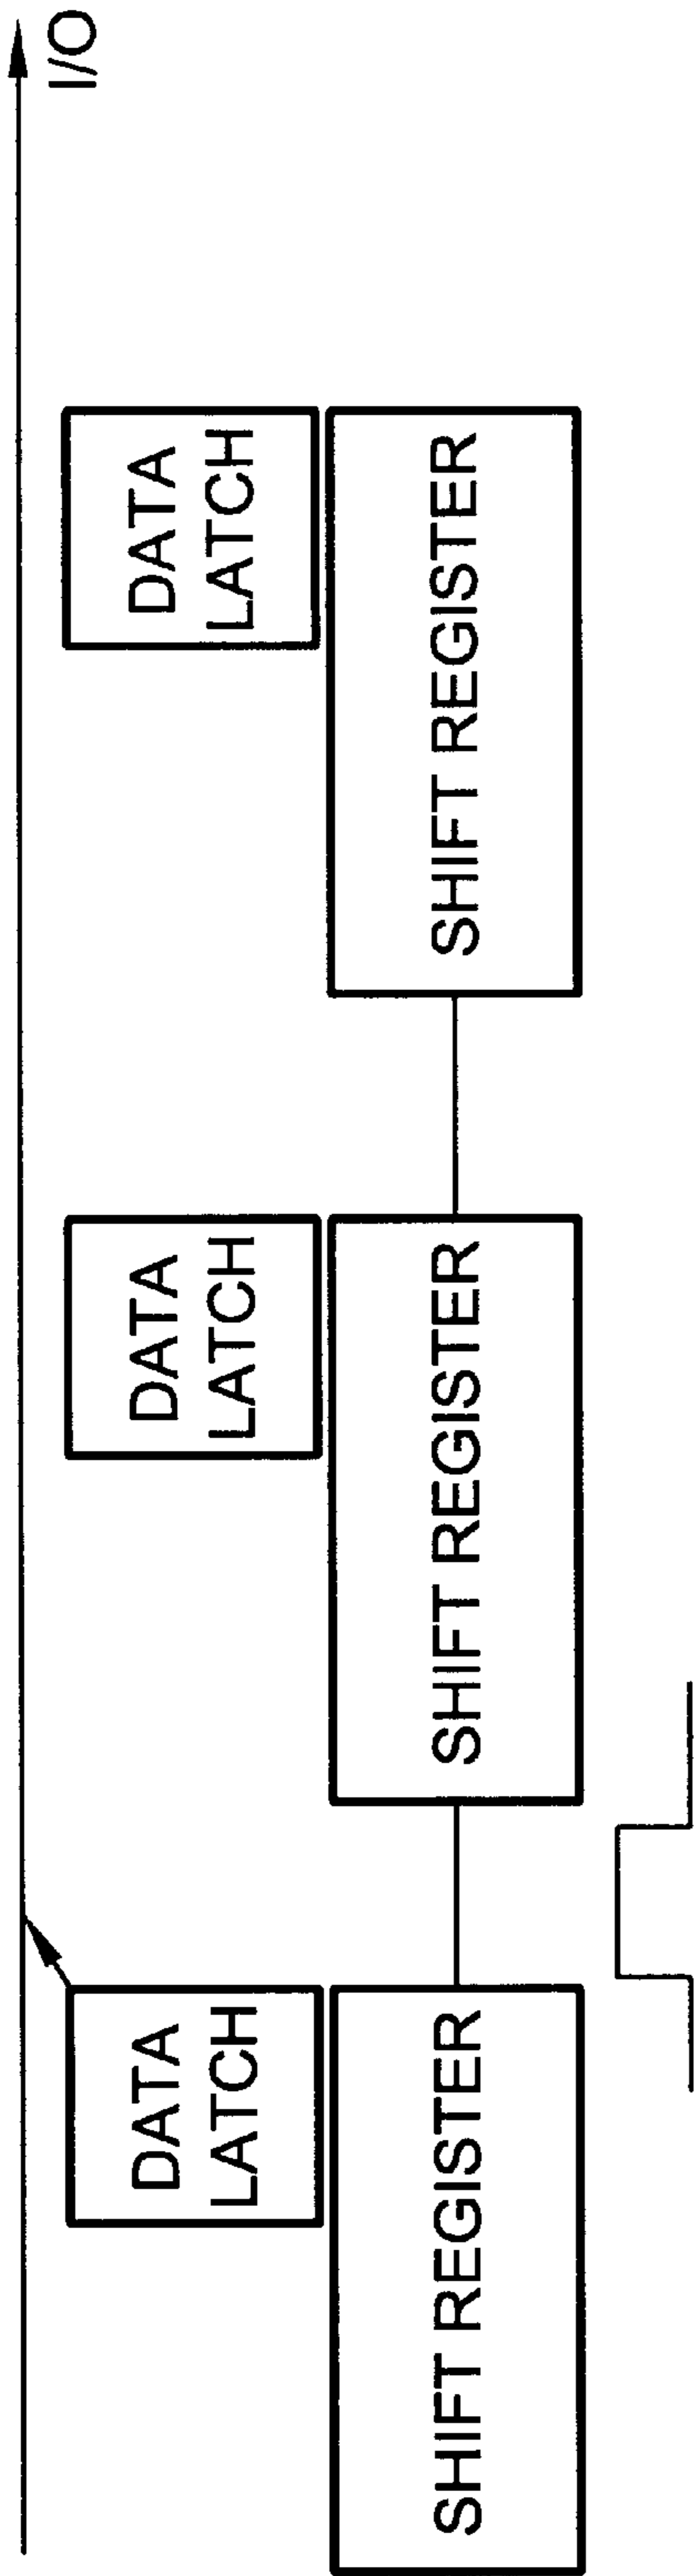 I/O
DATA
LATCH
DATA
LATCH
DATA
LATCH
SHIFT REGISTER
SHIFT REGISTER
SHIFT REGISTER